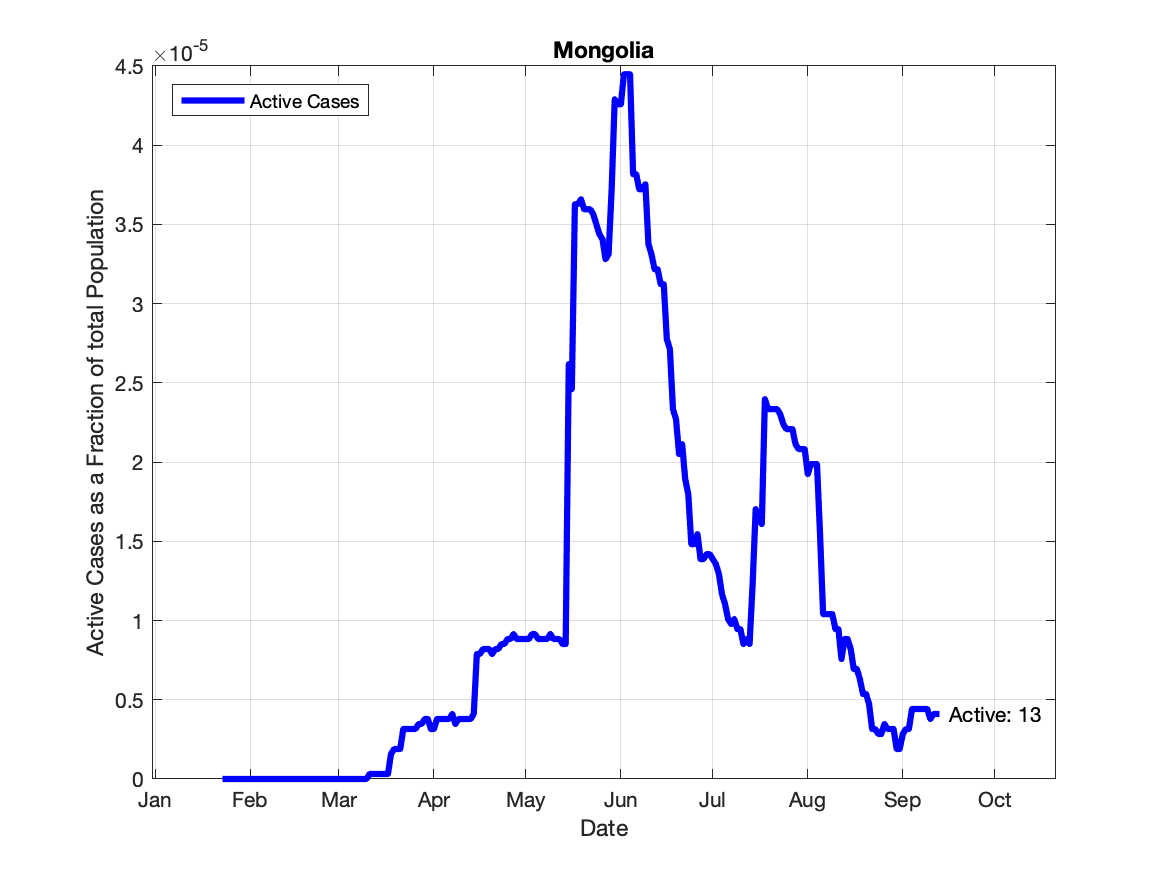 Mongolia
×10-5
4.5
4
3.5
3
2.5
2
1.5
1
0.5
0
Active Cases as a Fraction of total Population
Active Cases
Active: 13
Jan Feb Mar Apr May Jun Jul Aug Sep Oct
Date